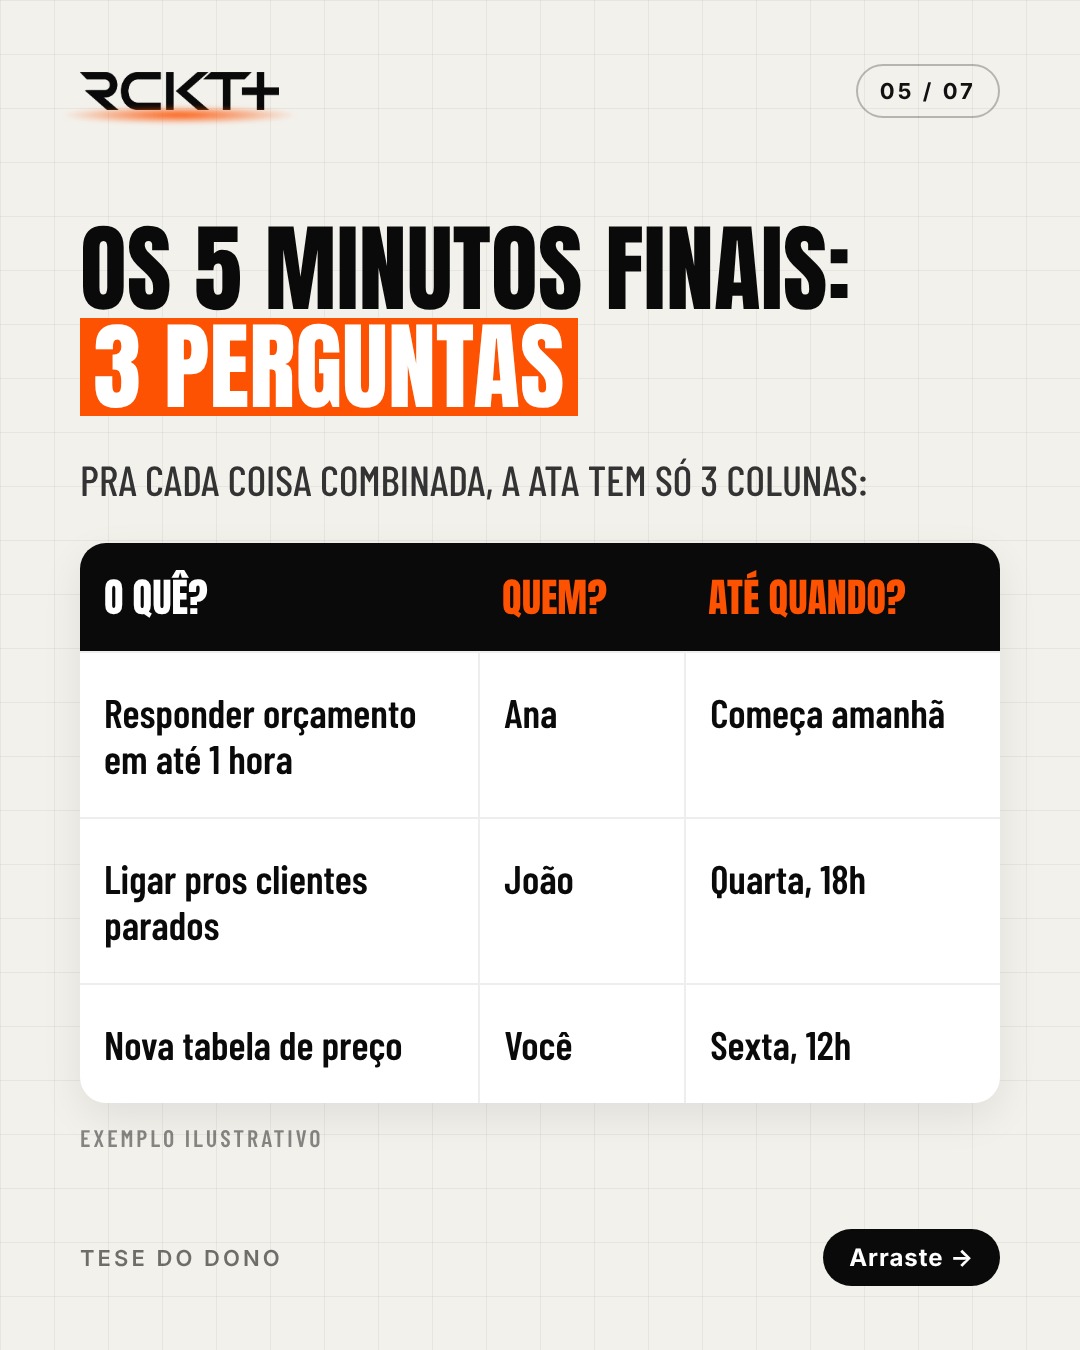 RCKT+
05 / 07
OS 5 MINUTOS FINAIS:
3 PERGUNTAS
PRA CADA COISA COMBINADA, A ATA TEM SÓ 3 COLUNAS:
O QUÊ? QUEM? ATÉ QUANDO?
Responder orçamento Ana Começa amanhã
em até 1 hora
Ligar pros clientes João Quarta, 18h
parados
Nova tabela de preço Você Sexta, 12h
EXEMPLO ILUSTRATIVO
TESE DO DONO
Arraste →